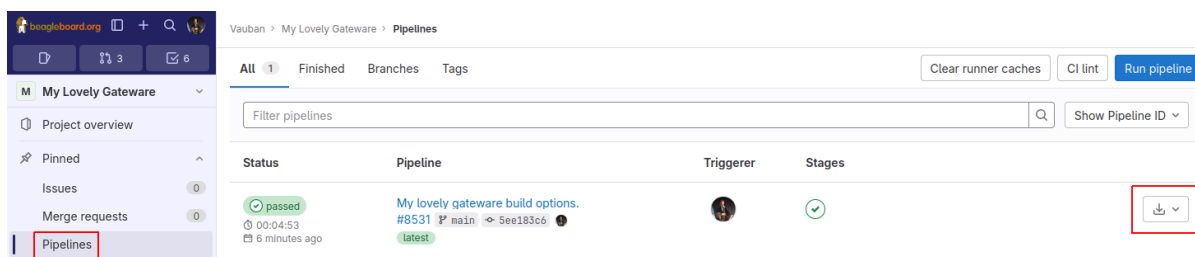 beagleboard.org
3
6
M My Lovely Gateware
Project overview
Pinned
Issues 0
Merge requests 0
Pipelines
Vauban > My Lovely Gateware > Pipelines
All 1 Finished Branches Tags
Clear runner caches CI lint Run pipeline
Filter pipelines
Show Pipeline ID
Status Pipeline Triggerer Stages
passed
00:04:53
6 minutes ago
My lovely gateware build options.
#8531 main 5ee183c6
latest